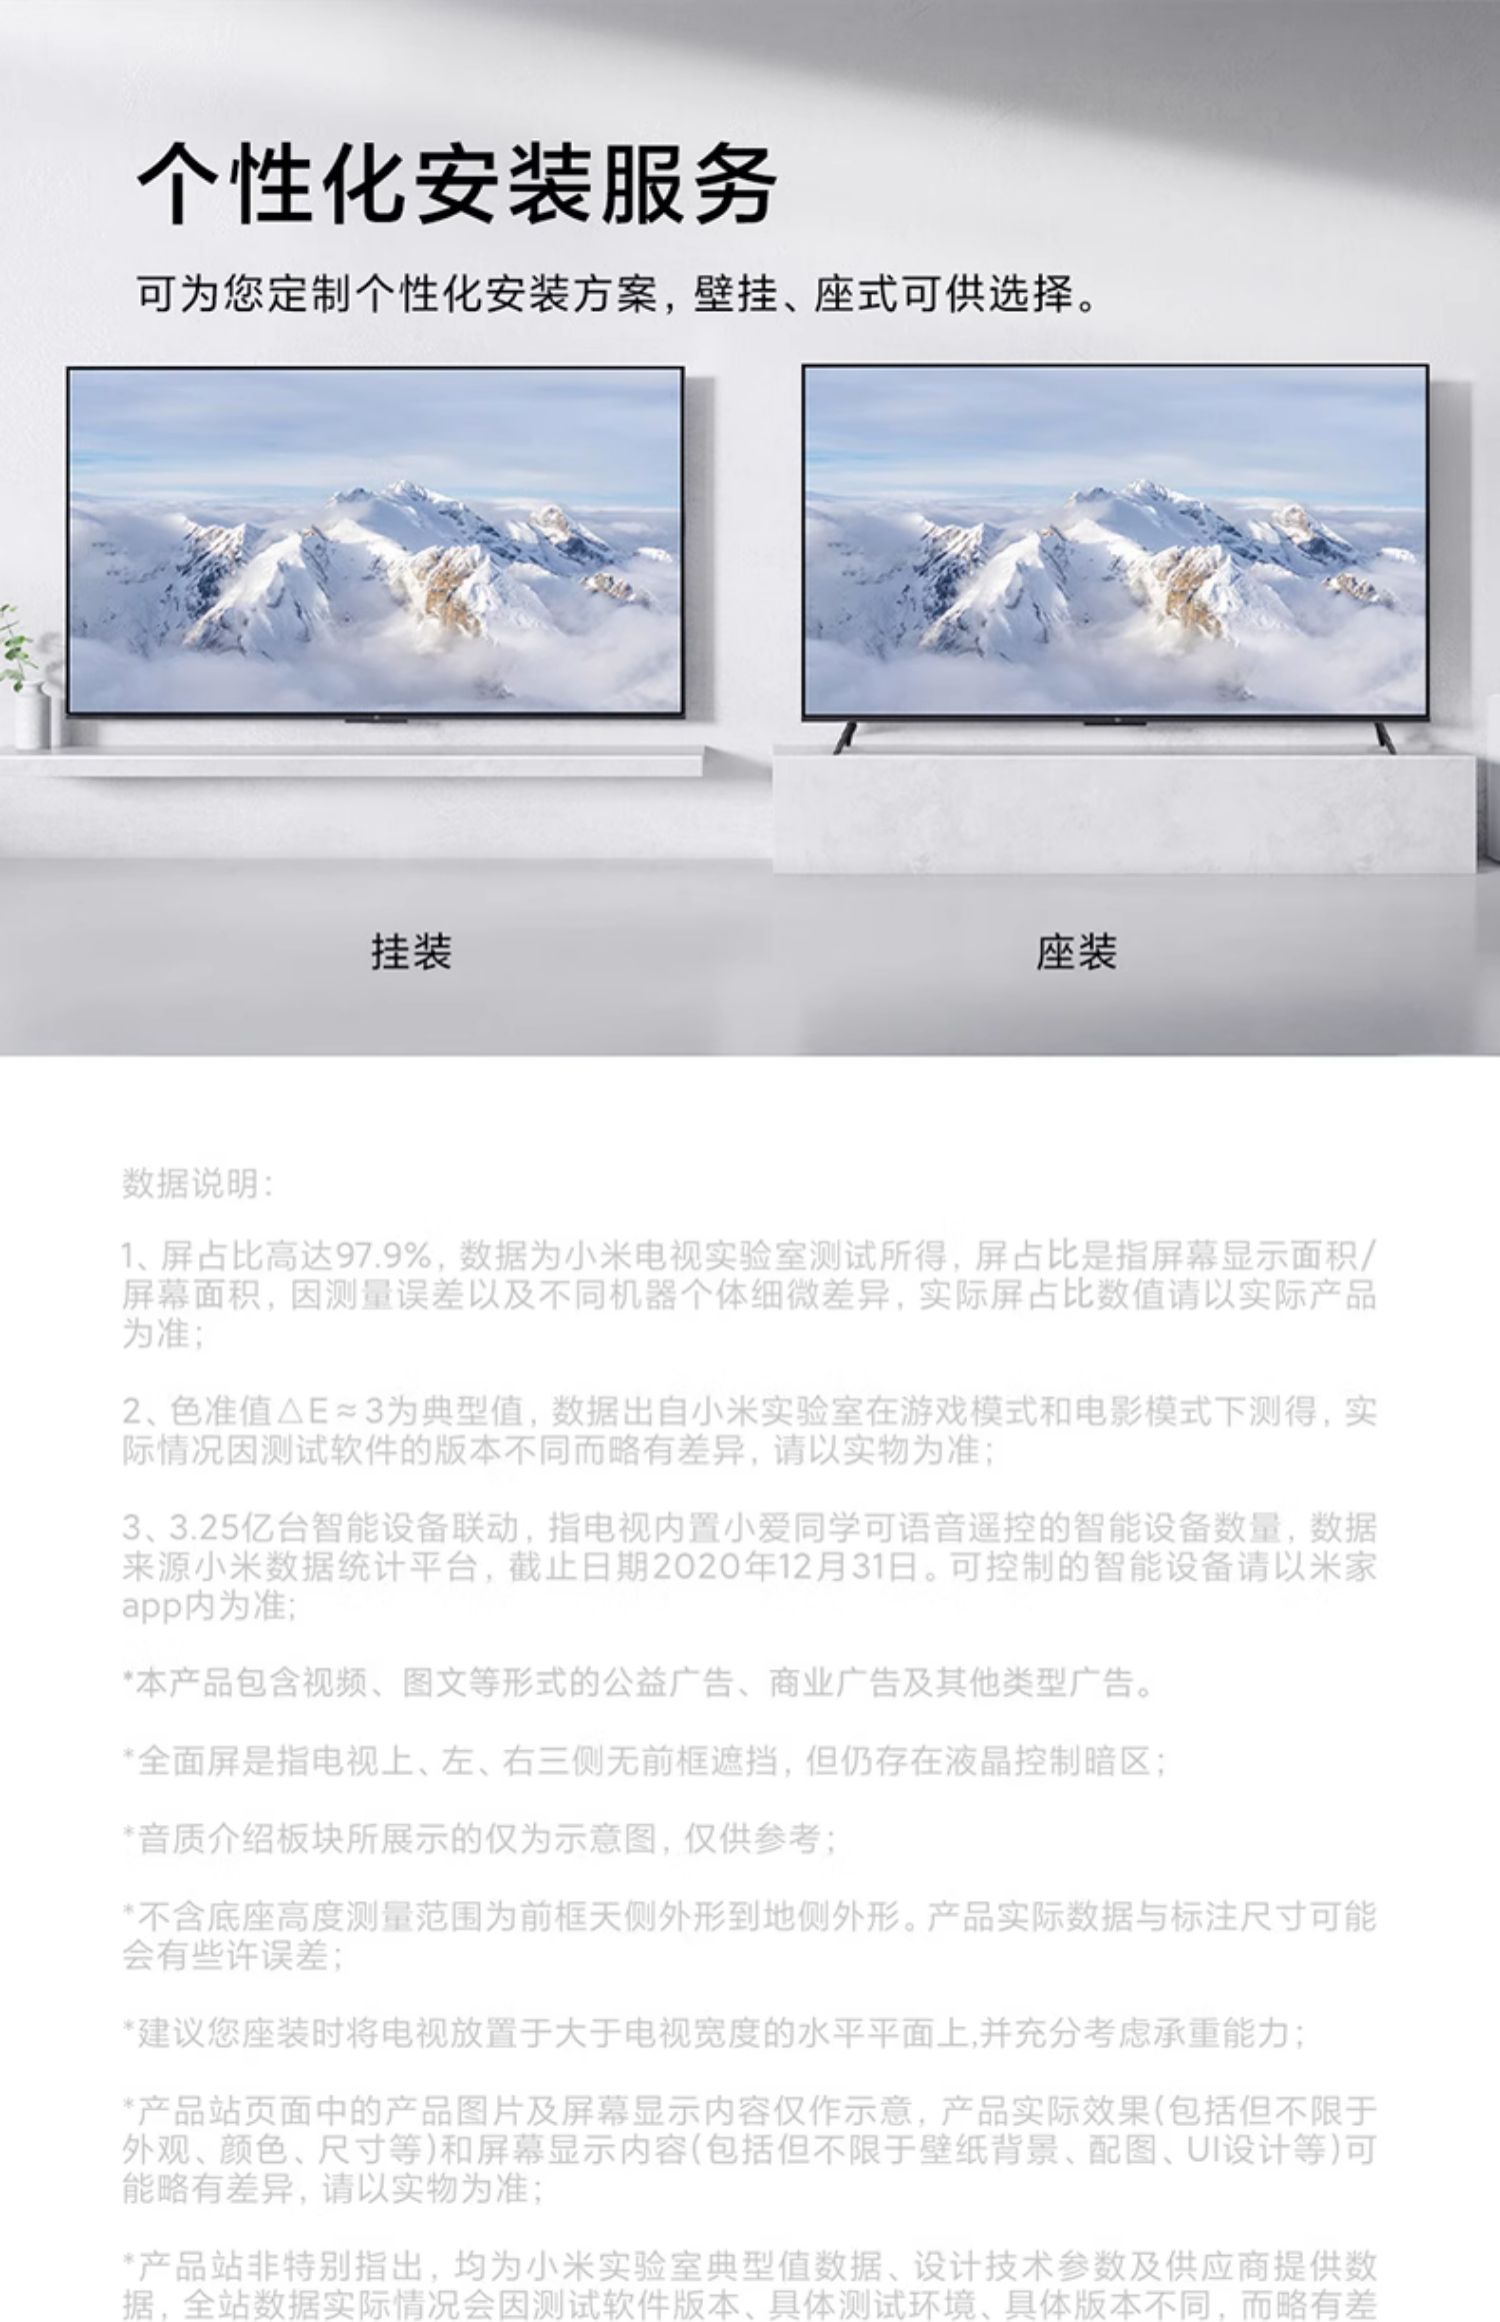 个性化安装服务
可为您定制个性化安装方案，壁挂、座式可供选择。
挂装
座装
数据说明：
1、屏占比高达97.9%，数据为小米电视实验室测试所得，屏占比是指屏幕显示面积/
屏幕面积，因测量误差以及不同机器个体细微差异，实际屏占比数值请以实际产品
为准；
2、色准值△E≈3为典型值，数据出自小米实验室在游戏模式和电影模式下测得，实
际情况因测试软件的版本不同而略有差异，请以实物为准；
3、3.25亿台智能设备联动，指电视内置小爱同学可语音遥控的智能设备数量，数据
来源小米数据统计平台，截止日期2020年12月31日。可控制的智能设备请以米家
app内为准；
*本产品包含视频、图文等形式的公益广告、商业广告及其他类型广告。
*全面屏是指电视上、左、右三侧无前框遮挡，但仍存在液晶控制暗区；
*音质介绍板块所展示的仅为示意图，仅供参考；
*不含底座高度测量范围为前框天侧外形到地侧外形。产品实际数据与标注尺寸可能
会有些许误差；
*建议您座装时将电视放置于大于电视宽度的水平平面上,并充分考虑承重能力；
*产品站页面中的产品图片及屏幕显示内容仅作示意，产品实际效果(包括但不限于
外观、颜色、尺寸等)和屏幕显示内容(包括但不限于壁纸背景、配图、UI设计等)可
能略有差异，请以实物为准；
*产品站非特别指出，均为小米实验室典型值数据、设计技术参数及供应商提供数
据，全站数据实际情况会因测试软件版本、具体测试环境、具体版本不同，而略有差